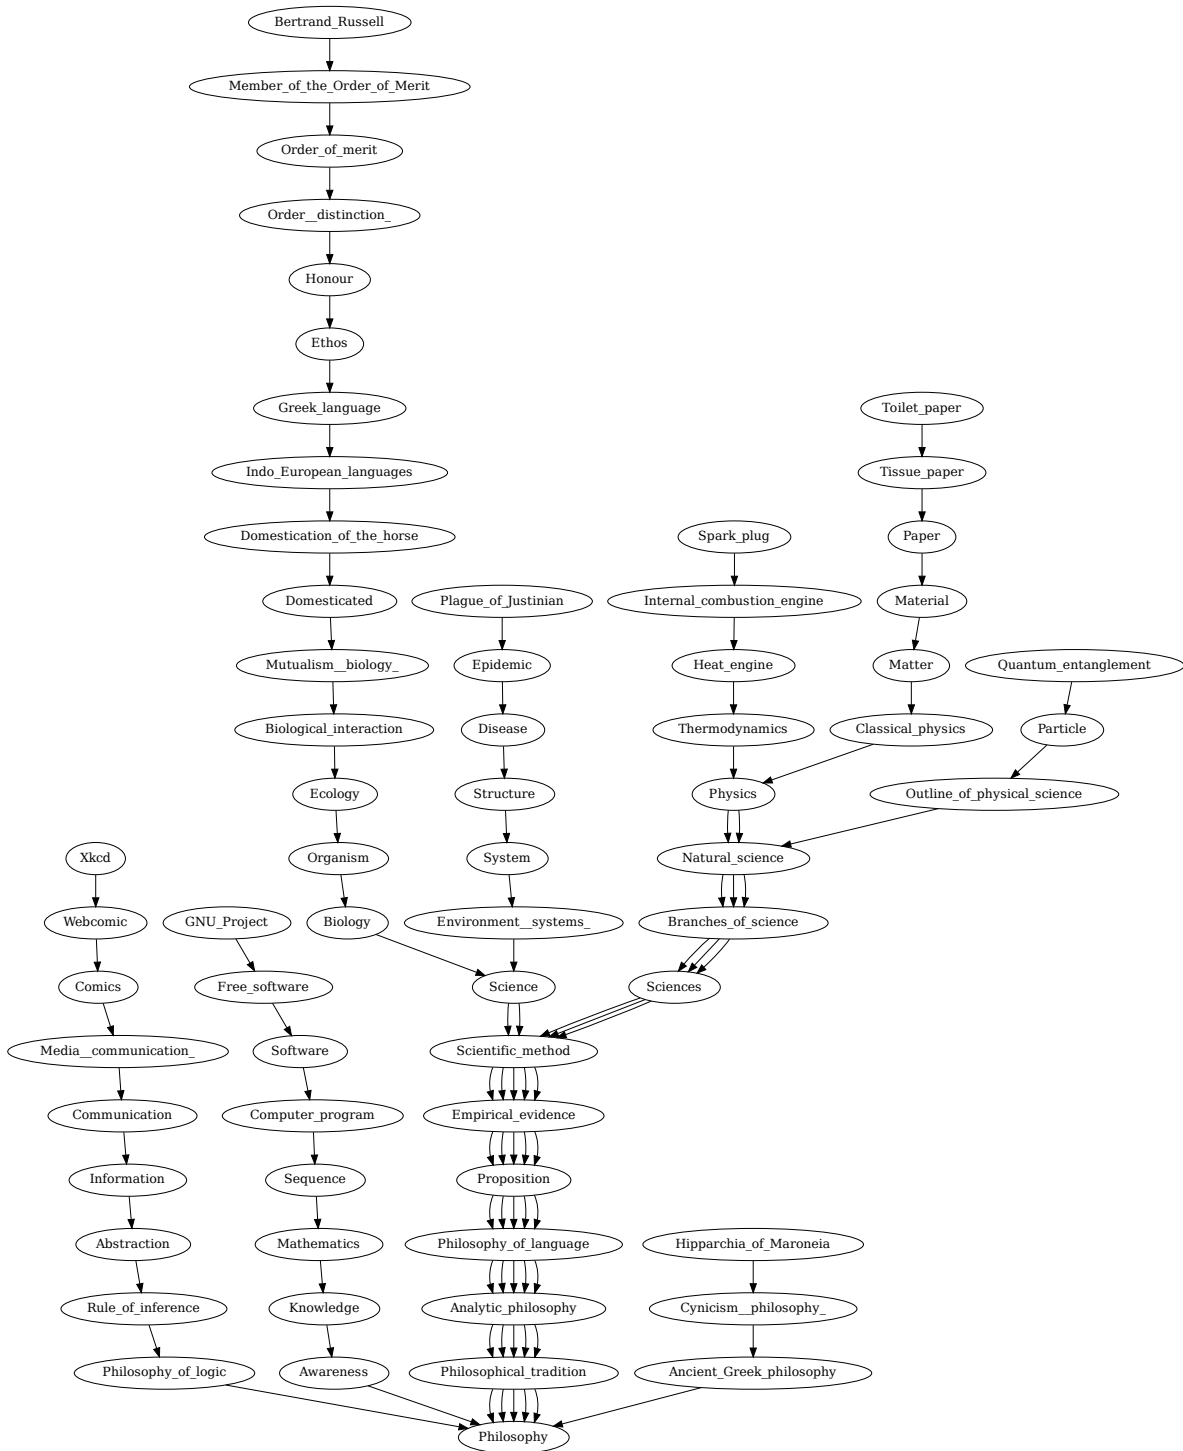 Bertrand_Russell
Member_of_the_Order_of_Merit
Order_of_merit
Order__distinction_
Honour
Ethos
Greek_language
Toilet_paper
Indo_European_languages
Tissue_paper
Domestication_of_the_horse
Spark_plug
Paper
Domesticated
Plague_of_Justinian
Internal_combustion_engine
Material
Mutualism__biology_
Epidemic
Heat_engine
Matter
Quantum_entanglement
Biological_interaction
Disease
Thermodynamics
Classical_physics
Particle
Ecology
Structure
Physics
Outline_of_physical_science
Xkcd
Organism
System
Natural_science
Webcomic
GNU_Project
Biology
Environment__systems_
Branches_of_science
Comics
Free_software
Science
Sciences
Media__communication_
Software
Scientific_method
Communication
Computer_program
Empirical_evidence
Information
Sequence
Proposition
Abstraction
Mathematics
Philosophy_of_language
Hipparchia_of_Maroneia
Rule_of_inference
Knowledge
Analytic_philosophy
Cynicism__philosophy_
Philosophy_of_logic
Awareness
Philosophical_tradition
Ancient_Greek_philosophy
Philosophy